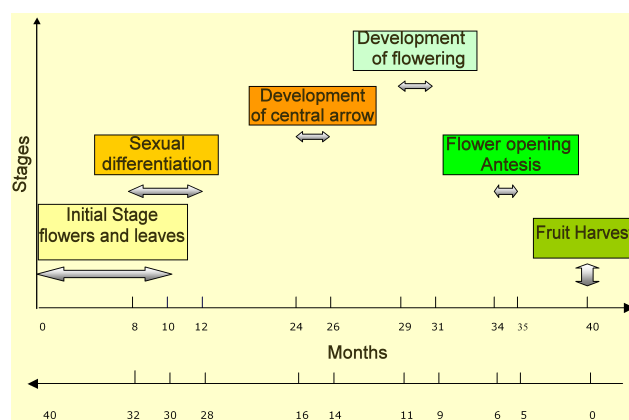 Development
of flowering
Development
of central arrow
Sexual
differentiation
Flower opening
Antesis
Stages
Initial Stage
flowers and leaves
Fruit Harves
0 8 10 12 24 26 29 31 34 35 40
Months
40 32 30 28 16 14 11 9 6 5 0